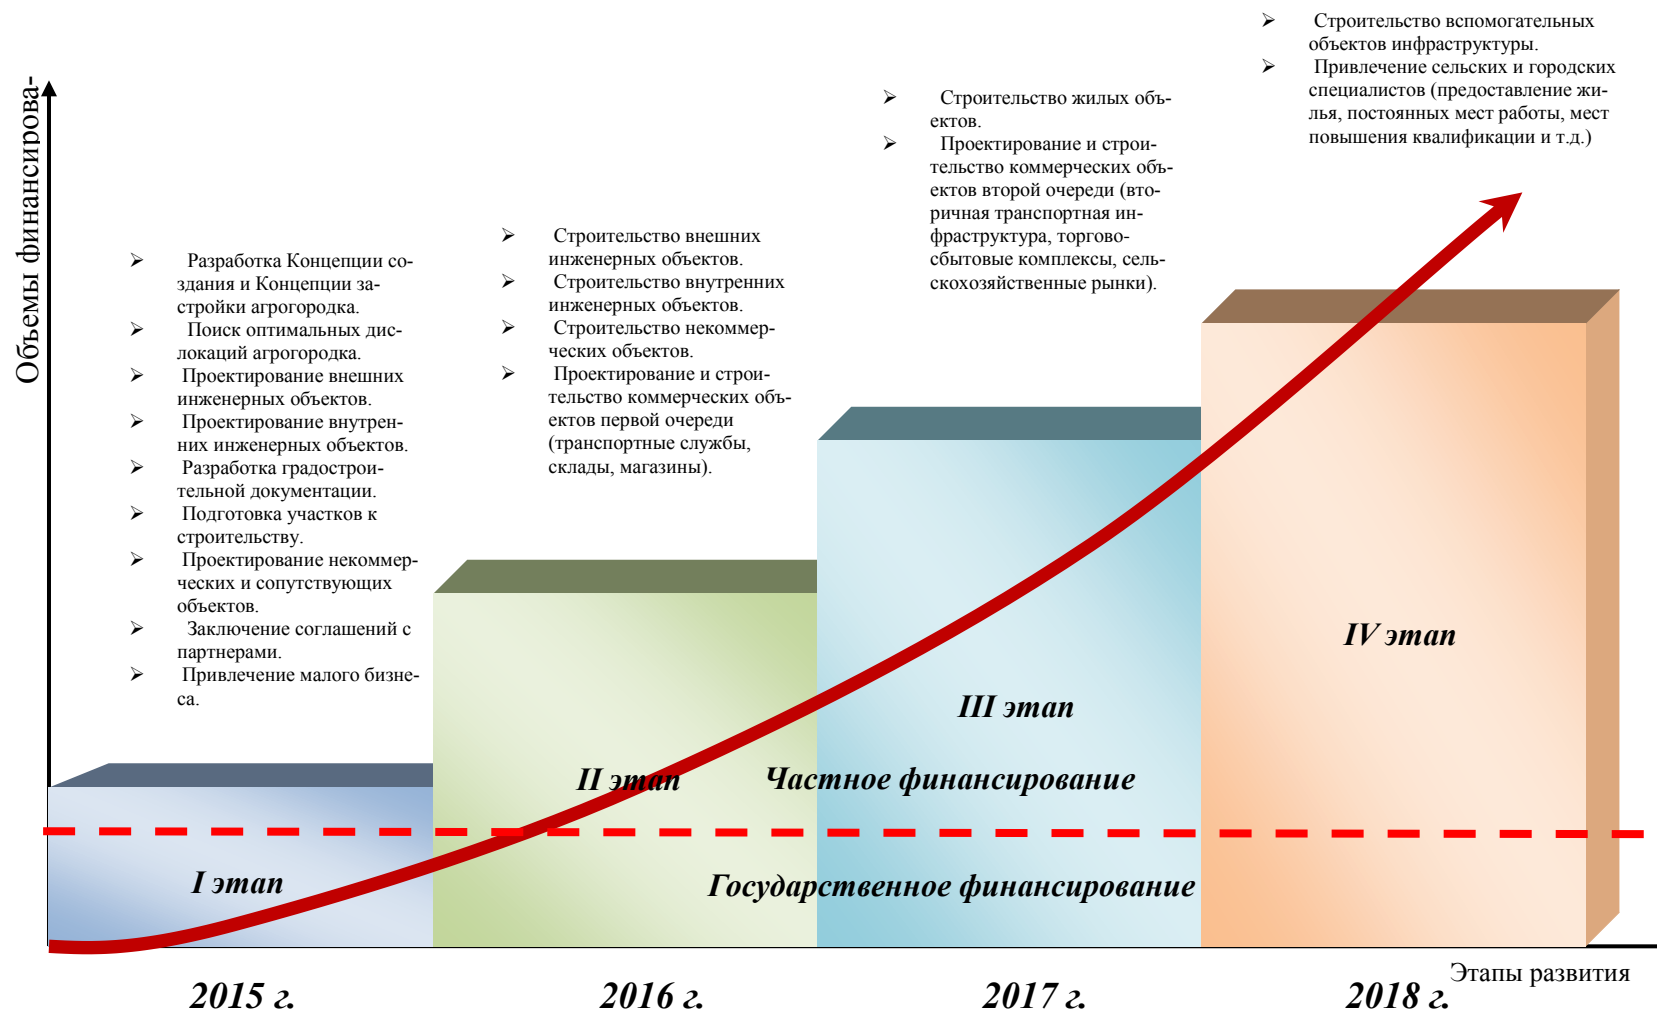 Объемы финансирова-
➢ Разработка Концепции со-
здания и Концепции за-
стройки агрогородка.
➢ Поиск оптимальных дис-
локаций агрогородка.
➢ Проектирование внешних
инженерных объектов.
➢ Проектирование внутрен-
них инженерных объектов.
➢ Разработка градострои-
тельной документации.
➢ Подготовка участков к
строительству.
➢ Проектирование некоммер-
ческих и сопутствующих
объектов.
➢ Заключение соглашений с
партнерами.
➢ Привлечение малого бизне-
са.
➢ Строительство внешних
инженерных объектов.
➢ Строительство внутренних
инженерных объектов.
➢ Строительство некоммер-
ческих объектов.
➢ Проектирование и строи-
тельство коммерческих объ-
ектов первой очереди
(транспортные службы,
склады, магазины).
➢ Строительство жилых объ-
ектов.
➢ Проектирование и строи-
тельство коммерческих объ-
ектов второй очереди (вто-
ричная транспортная ин-
фраструктура, торгово-
сбытовые комплексы, сель-
скохозяйственные рынки).
➢ Строительство вспомогательных
объектов инфраструктуры.
➢ Привлечение сельских и городских
специалистов (предоставление жи-
лья, постоянных мест работы, мест
повышения квалификации и т.д.)
I этап
II этап
III этап
IV этап
Частное финансирование
Государственное финансирование
Этапы развития
2015 г.
2016 г.
2017 г.
2018 г.